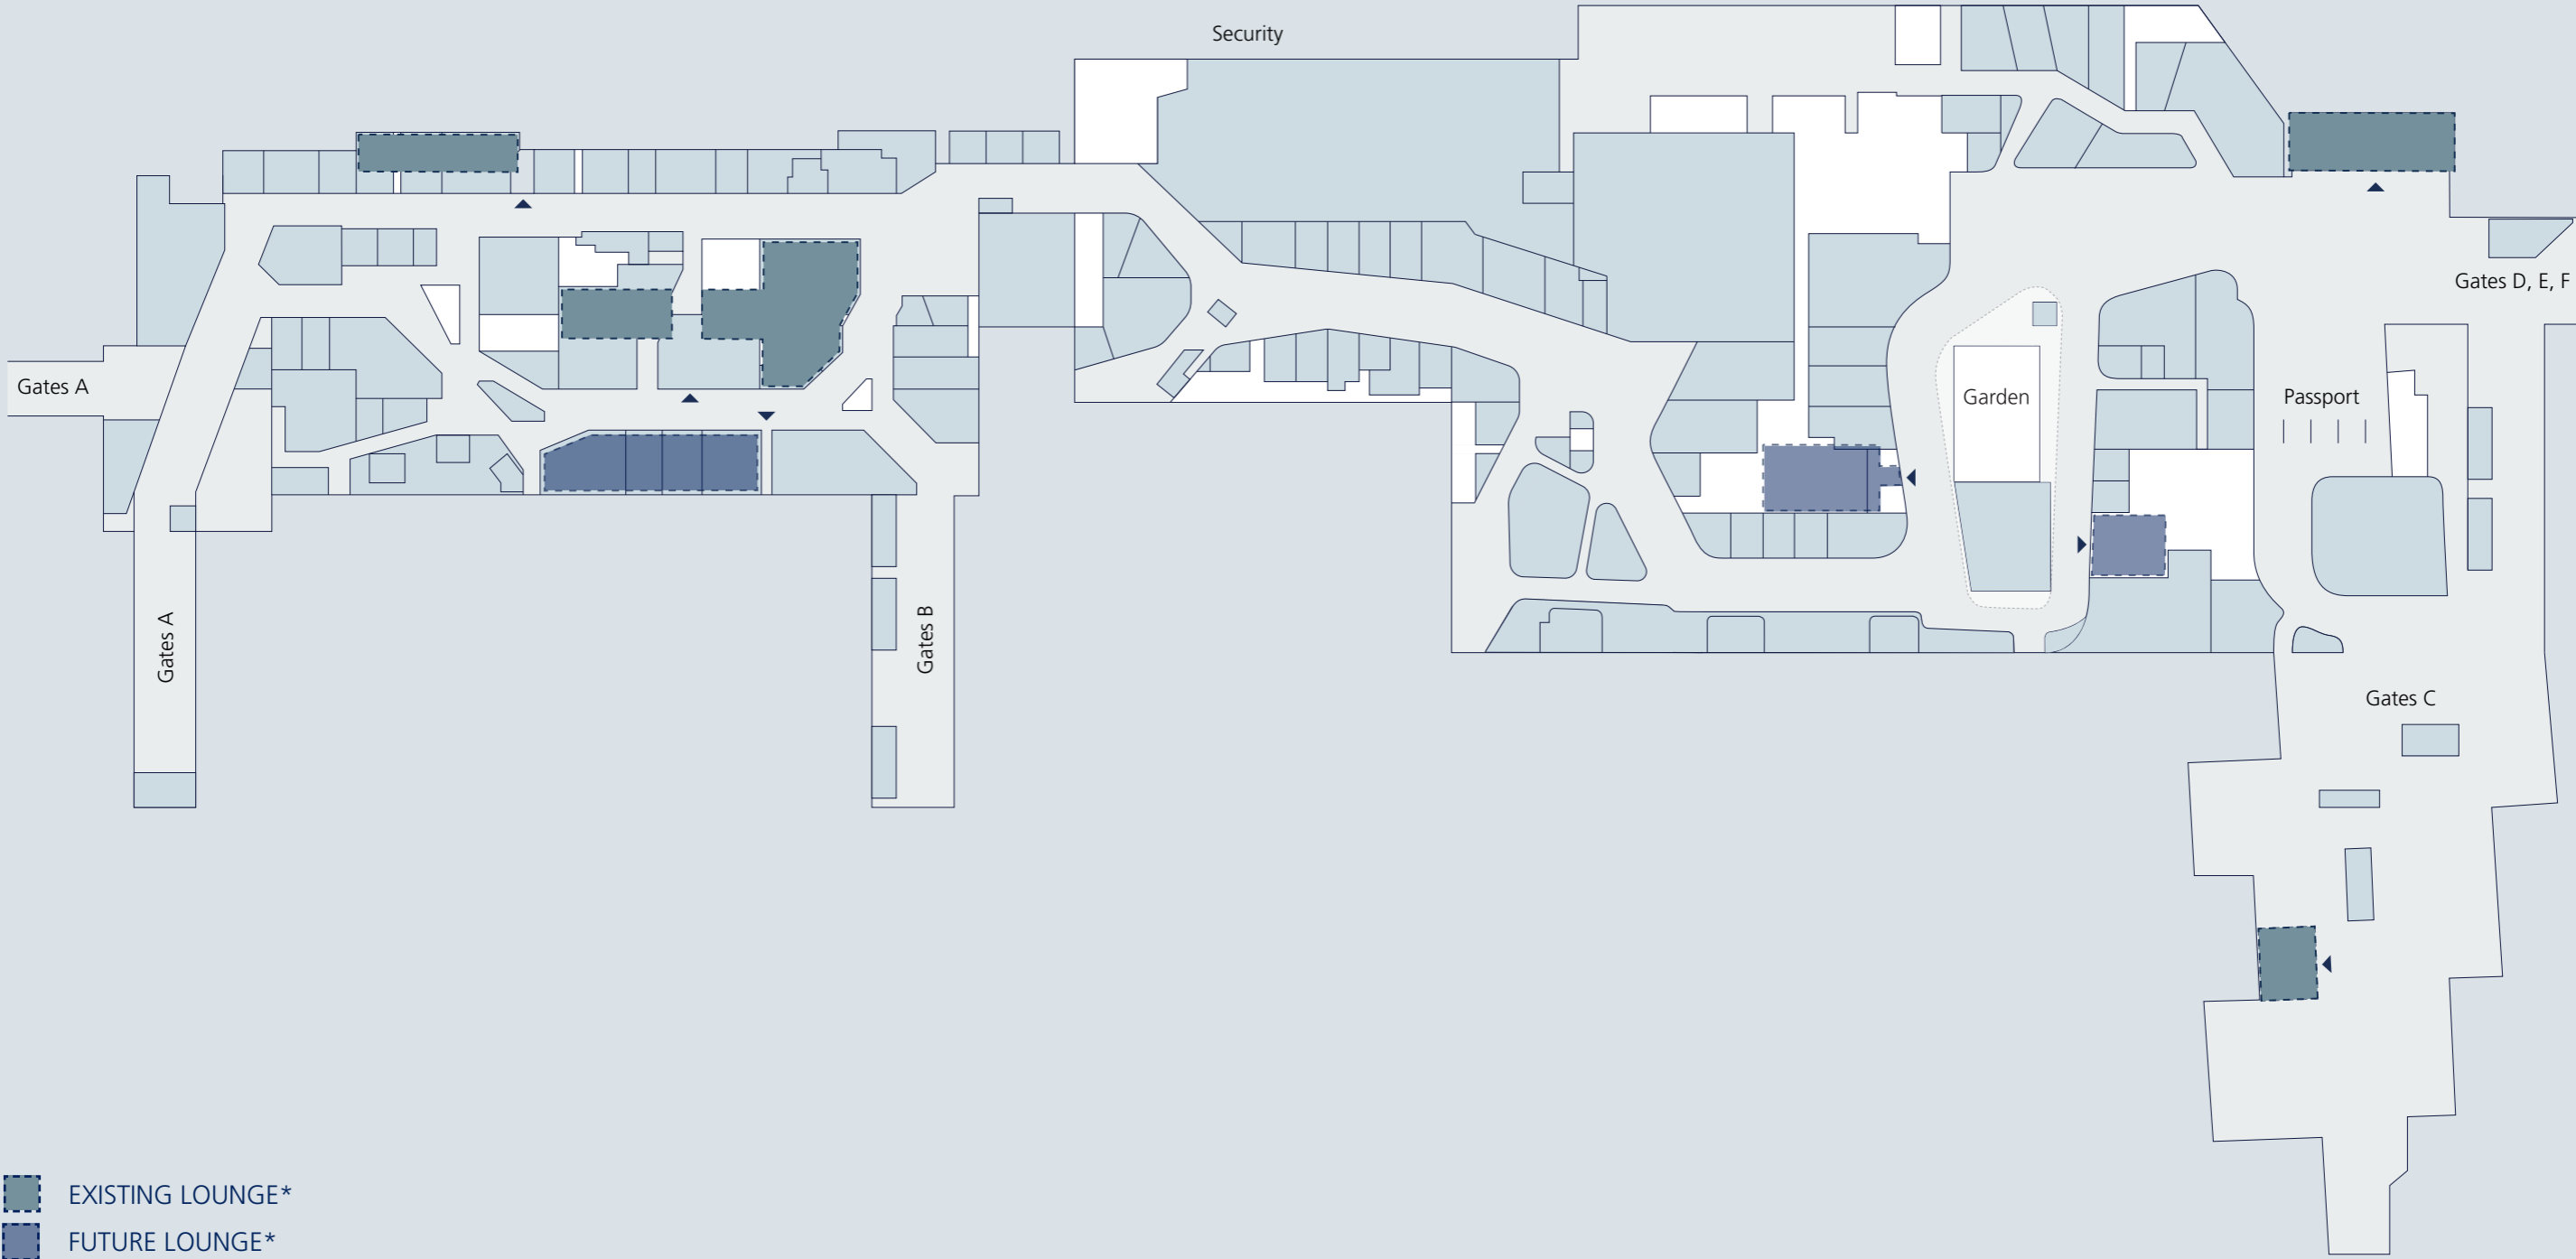 Security
Gates D, E, F
Gates A
Garden
Passport
Gates A
Gates B
Gates C
EXISTING LOUNGE*
FUTURE LOUNGE*